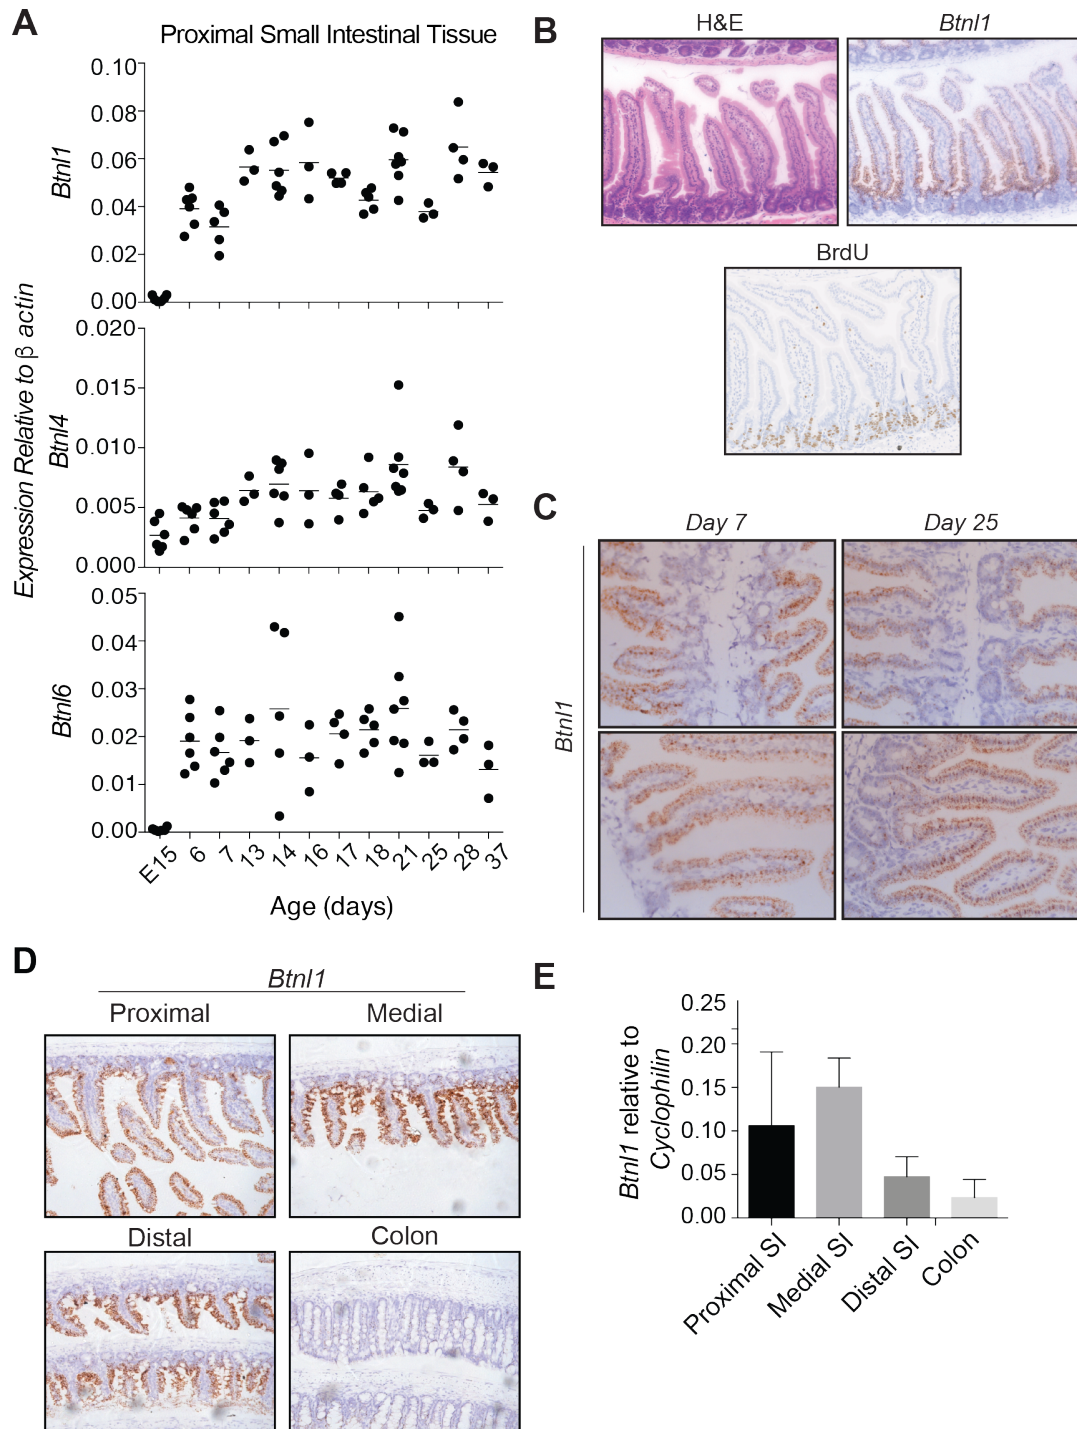 A
Proximal Small Intestinal Tissue
Expression Relative to β actin
Btnl1
0.10
0.08
0.06
0.04
0.02
0.00
Btnl4
0.020
0.015
0.010
0.005
0.000
Btnl6
0.05
0.04
0.03
0.02
0.01
0.00
E15 6 7 13 14 16 17 18 21 25 28 37
Age (days)
B
H&E Btnl1
BrdU
C
Day 7 Day 25
Btnl1
D
Btnl1
Proximal Medial
Distal Colon
E
Btnl1 relative to
Cyclophilin
0.25
0.20
0.15
0.10
0.05
0.00
Proximal SI Medial SI Distal SI Colon